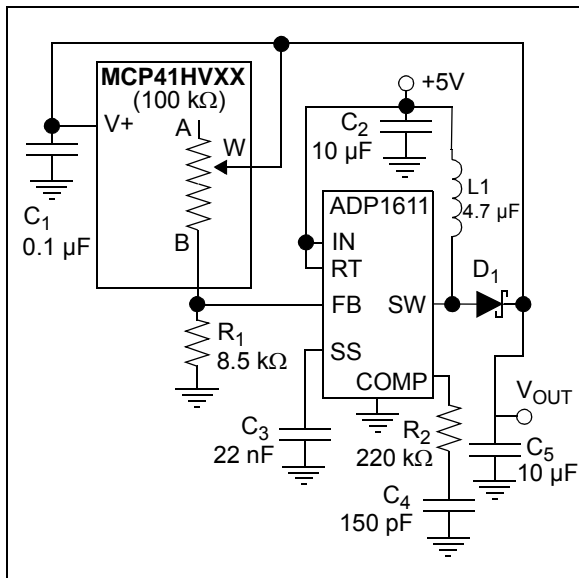 MCP41HVXX
(100 kΩ)
V+
A
W
B
C1
0.1 µF
+5V
C2
10 µF
L1
4.7 µF
ADP1611
IN
RT
FB
SW
SS
COMP
D1
R1
8.5 kΩ
C3
22 nF
R2
220 kΩ
C4
150 pF
VOUT
C5
10 µF